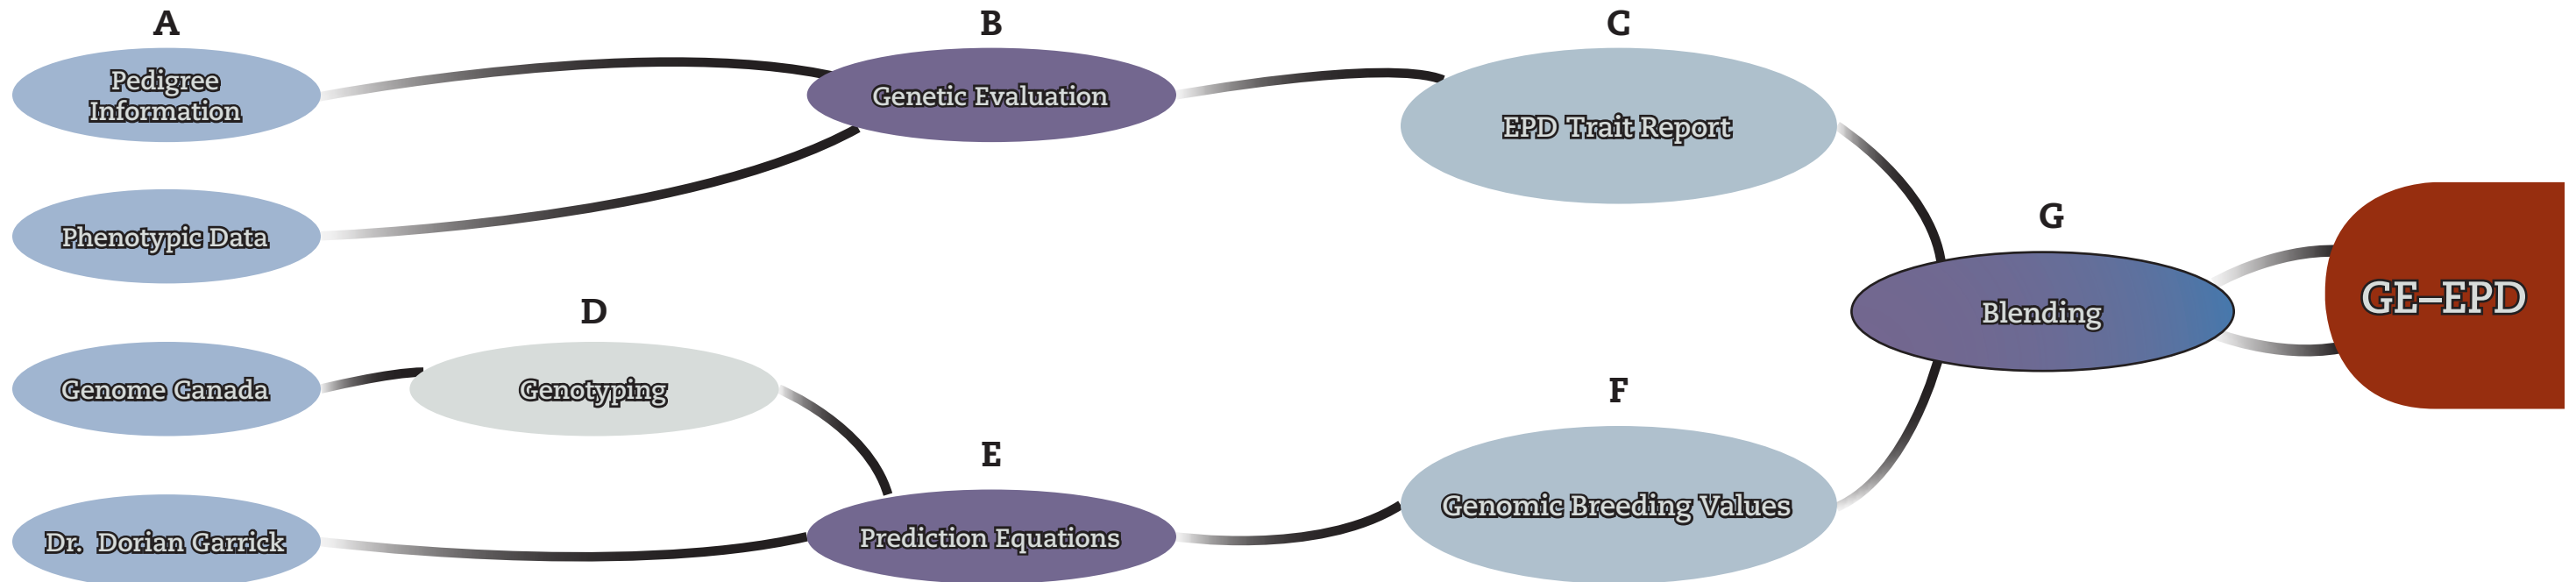 A
B
C
Pedigree
Information
Genetic Evaluation
EPD Trait Report
Phenotypic Data
G
GE–EPD
Blending
D
Genome Canada
Genotyping
F
E
Genomic Breeding Values
Dr. Dorian Garrick
Prediction Equations